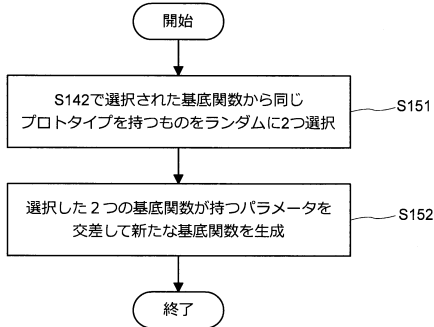 開始
S142で選択された基底関数から同じ
プロトタイプを持つものをランダムに2つ選択
S151
選択した２つの基底関数が持つパラメータを
交差して新たな基底関数を生成
S152
終了